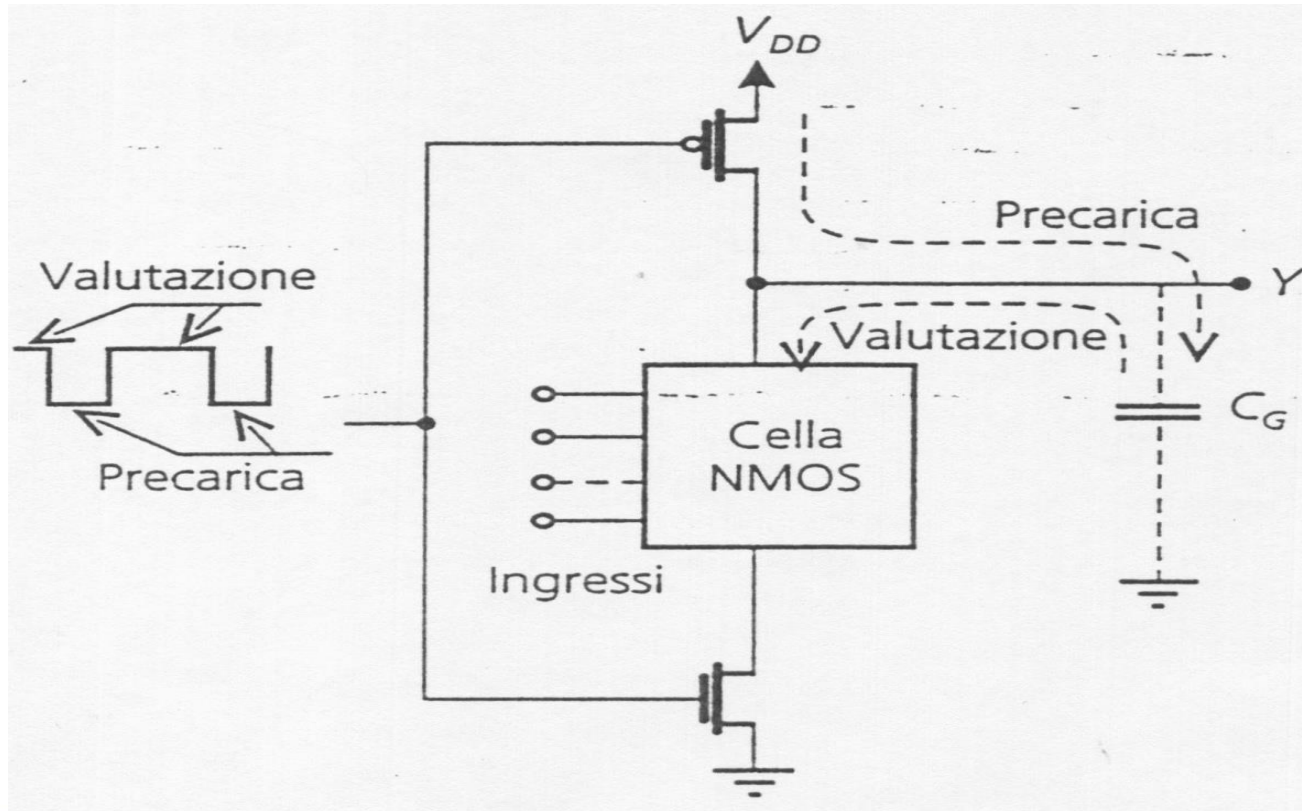 V_DD
Precarica
Valutazione
Y
Valutazione
C_G
Cella
NMOS
Precarica
Ingressi